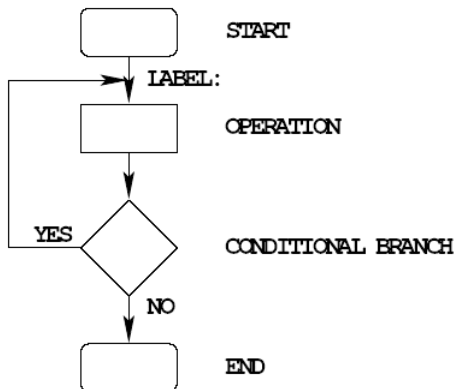 START
LABEL:
OPERATION
YES
CONDITIONAL BRANCH
NO
END